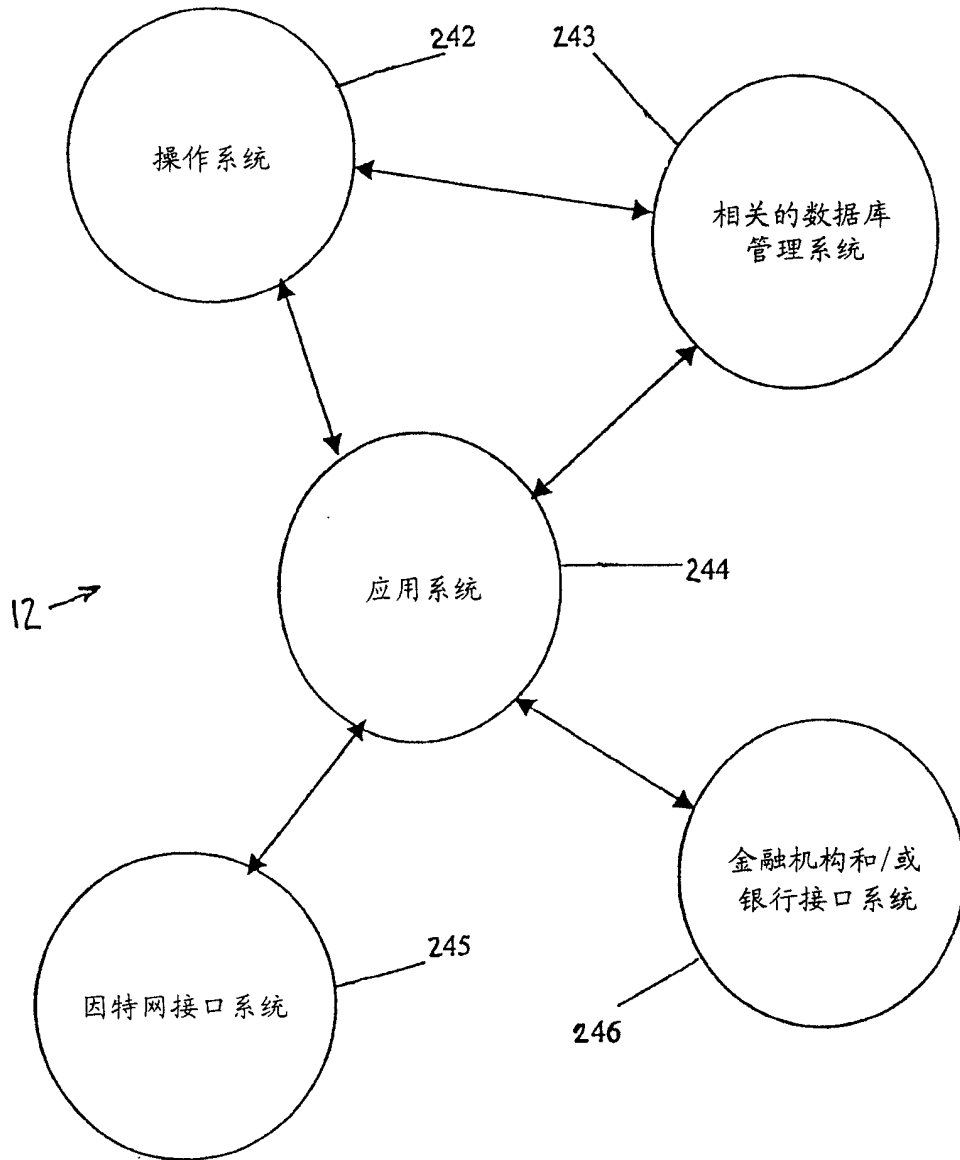 242
243
操作系统
相关的数据库
管理系统
应用系统
244
12
金融机构和/或
银行接口系统
245
因特网接口系统
246